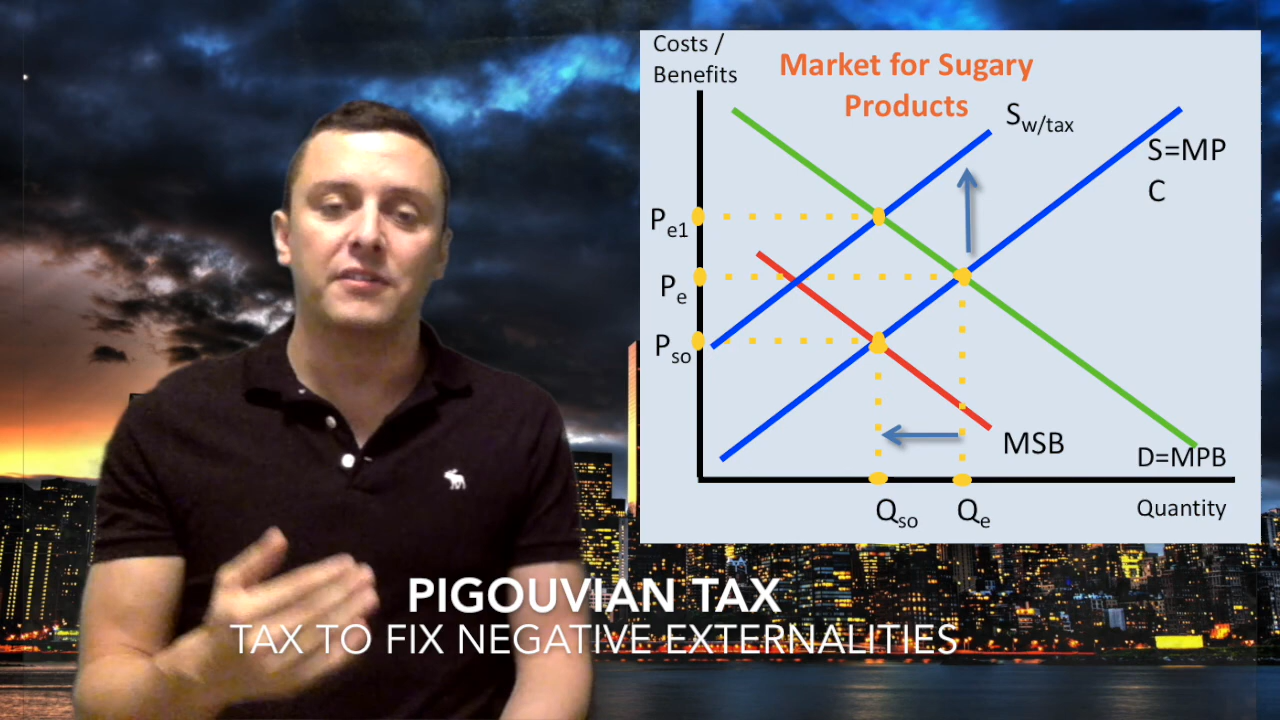 Costs /
Benefits
Market for Sugary
Products
Sw/tax
S=MP
C
Pe1
Pe
Pso
MSB
D=MPB
Qso
Qe
Quantity
PIGOUVIAN TAX
TAX TO FIX NEGATIVE EXTERNALITIES